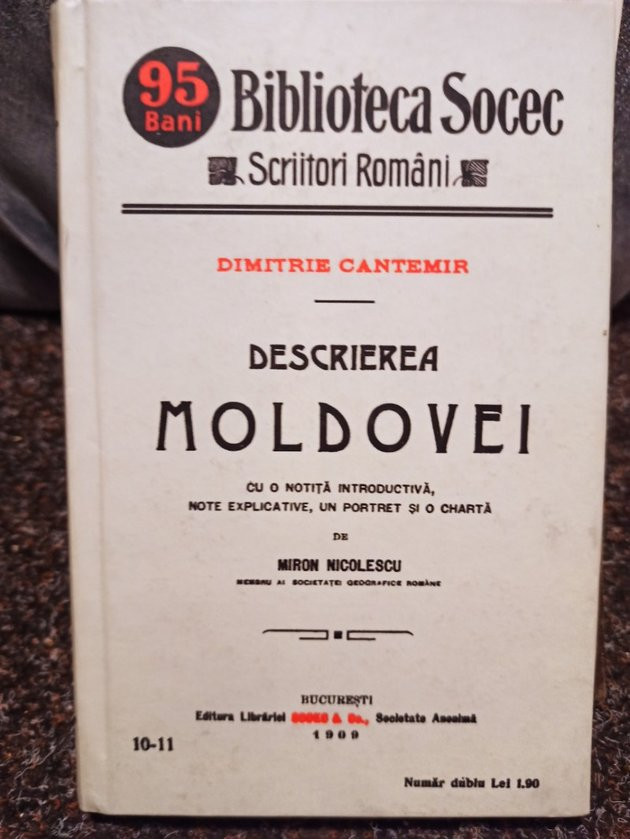 95
Bani
Biblioteca Socec
Scriitori Români
DIMITRIE CANTEMIR
DESCRIEREA
MOLDOVEI
CU O NOTIȚĂ INTRODUCTIVĂ,
NOTE EXPLICATIVE, UN PORTRET ȘI O CHARTĂ
DE
MIRON NICOLESCU
MEMBRU AL SOCIETATEI GEOGRAFICE ROMÂNE
BUCUREȘTI
Editura Librăriei SOCEC & Co., Societate Anonimă
1909
10-11
Număr dublu Lei 1.90